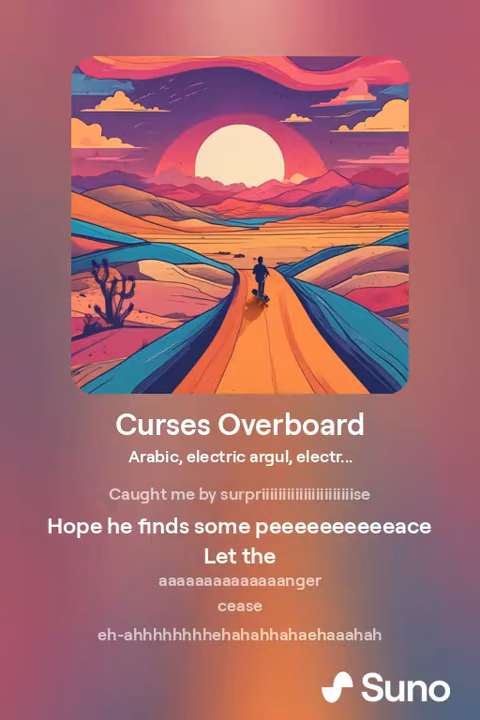 Curses Overboard
Arabic, electric argul, electr...
Caught me by surpriiiiiiiiiiiiiiiiiiiiiise
Hope he finds some peeeeeeeeeeace
Let the
aaaaaaaaaaaaaanger
cease
eh-ahhhhhhhhehahahhahaehaaahah
Suno